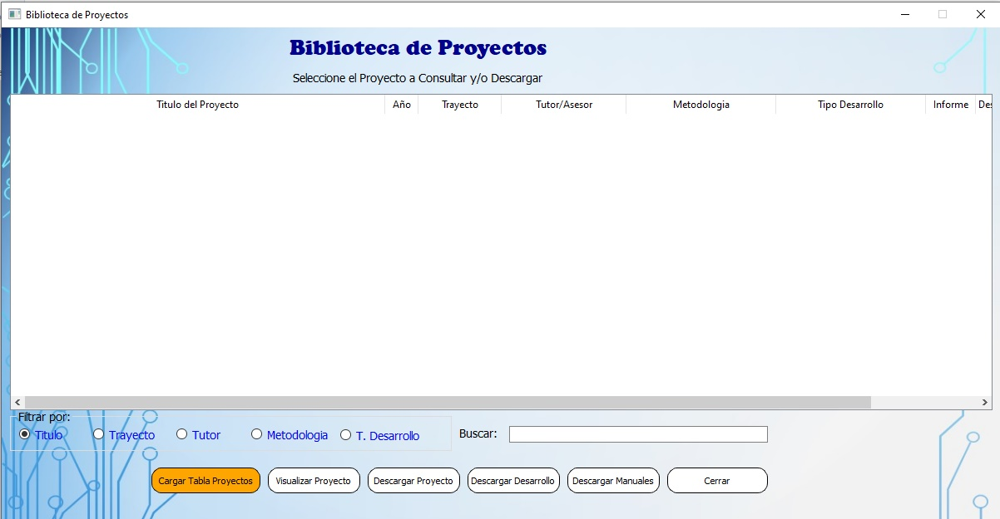 Biblioteca de Proyectos
Biblioteca de Proyectos
Seleccione el Proyecto a Consultar y/o Descargar
Titulo del Proyecto Año Trayecto Tutor/Asesor Metodologia Tipo Desarrollo Informe Des
Filtrar por:
Titulo Trayecto Tutor Metodologia T. Desarrollo Buscar:
Cargar Tabla Proyectos Visualizar Proyecto Descargar Proyecto Descargar Desarrollo Descargar Manuales Cerrar